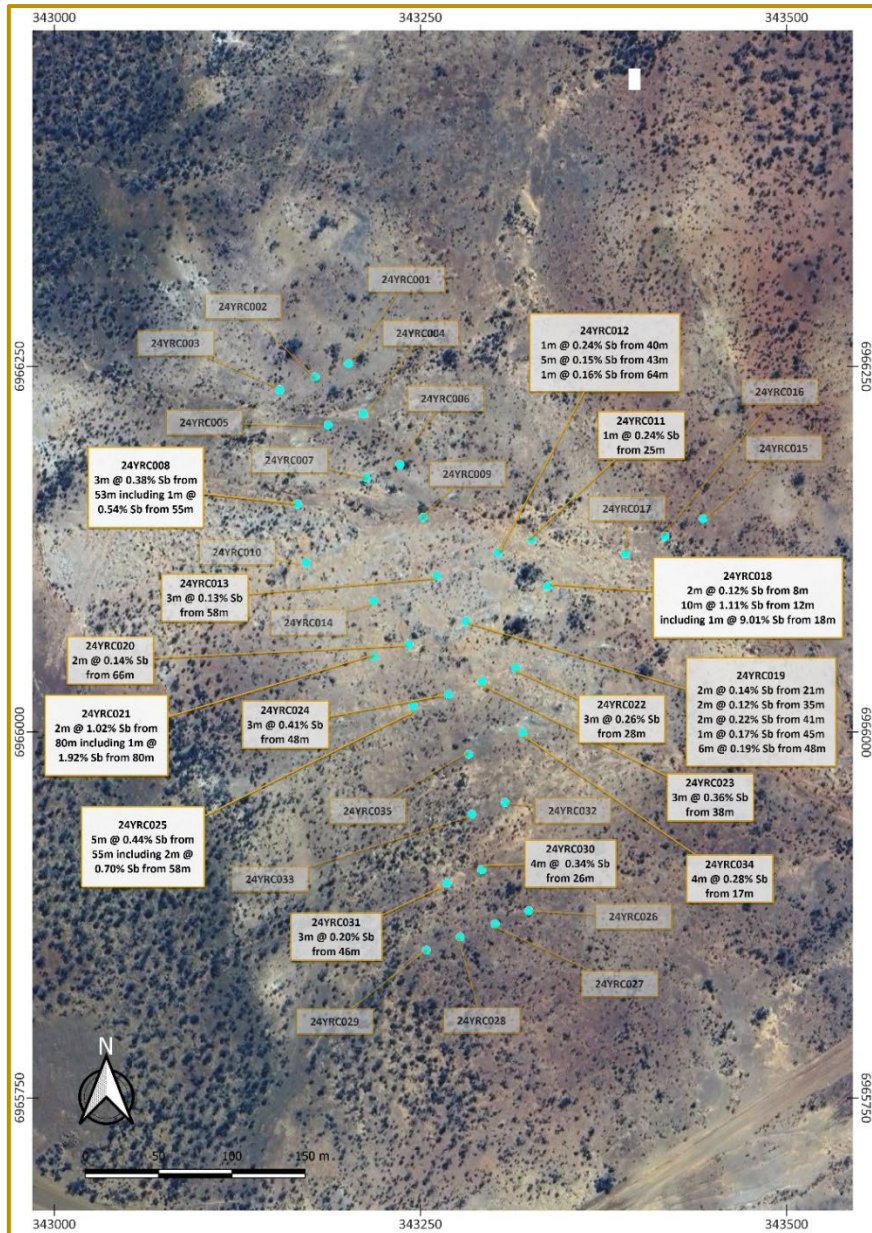 343000
343250
343500
24YRC001
24YRC002
24YRC004
24YRC003
24YRC012
1m @ 0.24% Sb from 40m
5m @ 0.15% Sb from 43m
1m @ 0.16% Sb from 64m
6966250
6966250
24YRC016
24YRC006
24YRC005
24YRC011
1m @ 0.24% Sb
from 25m
24YRC015
24YRC007
24YRC009
24YRC008
3m @ 0.38% Sb from
53m including 1m @
0.54% Sb from 55m
24YRC017
24YRC010
24YRC013
3m @ 0.13% Sb
from 58m
24YRC018
2m @ 0.12% Sb from 8m
10m @ 1.11% Sb from 12m
including 1m @ 9.01% Sb from 18m
24YRC014
24YRC020
2m @ 0.14% Sb
from 66m
24YRC019
2m @ 0.14% Sb from 21m
2m @ 0.12% Sb from 35m
2m @ 0.22% Sb from 41m
1m @ 0.17% Sb from 45m
6m @ 0.19% Sb from 48m
24YRC021
2m @ 1.02% Sb from
80m including 1m @
1.92% Sb from 80m
24YRC024
3m @ 0.41% Sb
from 48m
24YRC022
3m @ 0.26% Sb
from 28m
6966000
6966000
24YRC023
3m @ 0.36% Sb
from 38m
24YRC035
24YRC032
24YRC025
5m @ 0.44% Sb from
55m including 2m @
0.70% Sb from 58m
24YRC030
4m @ 0.34% Sb
from 26m
24YRC034
4m @ 0.28% Sb
from 17m
24YRC033
24YRC031
3m @ 0.20% Sb
from 46m
24YRC026
24YRC027
24YRC029
24YRC028
N
6965750
6965750
0 50 100 150 m
343000
343250
343500